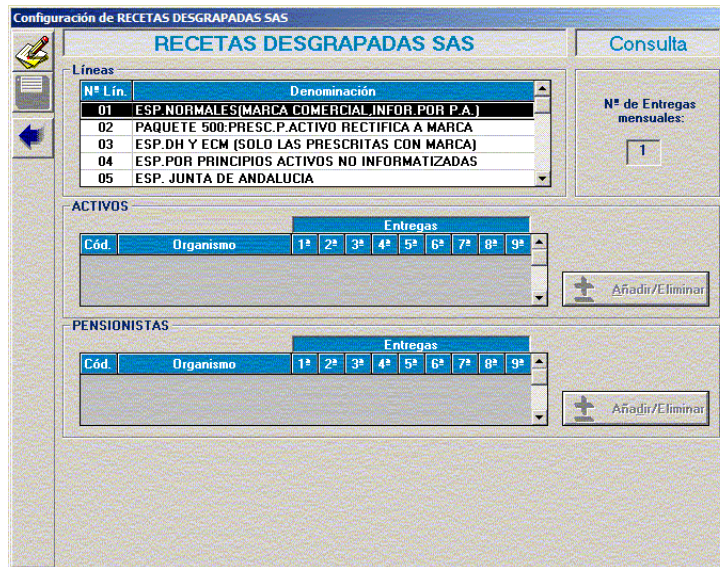 Configuración de RECETAS DESGRAPADAS SAS
RECETAS DESGRAPADAS SAS
Consulta
Líneas
Nª Lín. Denominación
01 ESP.NORMALES(MARCA COMERCIAL,INFOR.POR P.A.)
02 PAQUETE 500:PRESC.P.ACTIVO RECTIFICA A MARCA
03 ESP.DH Y ECM (SOLO LAS PRESCRITAS CON MARCA)
04 ESP.POR PRINCIPIOS ACTIVOS NO INFORMATIZADAS
05 ESP. JUNTA DE ANDALUCIA
Nª de Entregas
mensuales:
1
ACTIVOS
Entregas
Cód. Organismo 1ª 2ª 3ª 4ª 5ª 6ª 7ª 8ª 9ª
Añadir/Eliminar
PENSIONISTAS
Entregas
Cód. Organismo 1ª 2ª 3ª 4ª 5ª 6ª 7ª 8ª 9ª
Añadir/Eliminar